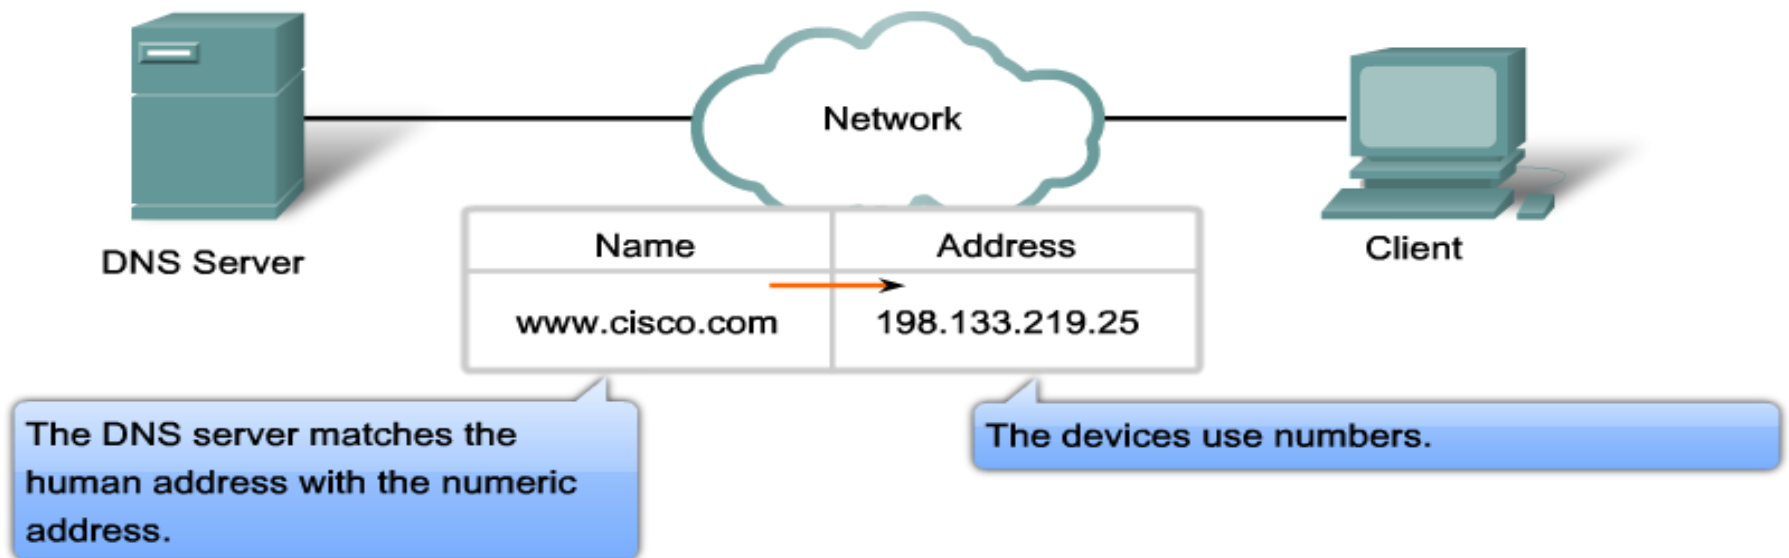 Network
DNS Server
Client
Name Address
www.cisco.com 198.133.219.25
The DNS server matches the
human address with the numeric
address.
The devices use numbers.